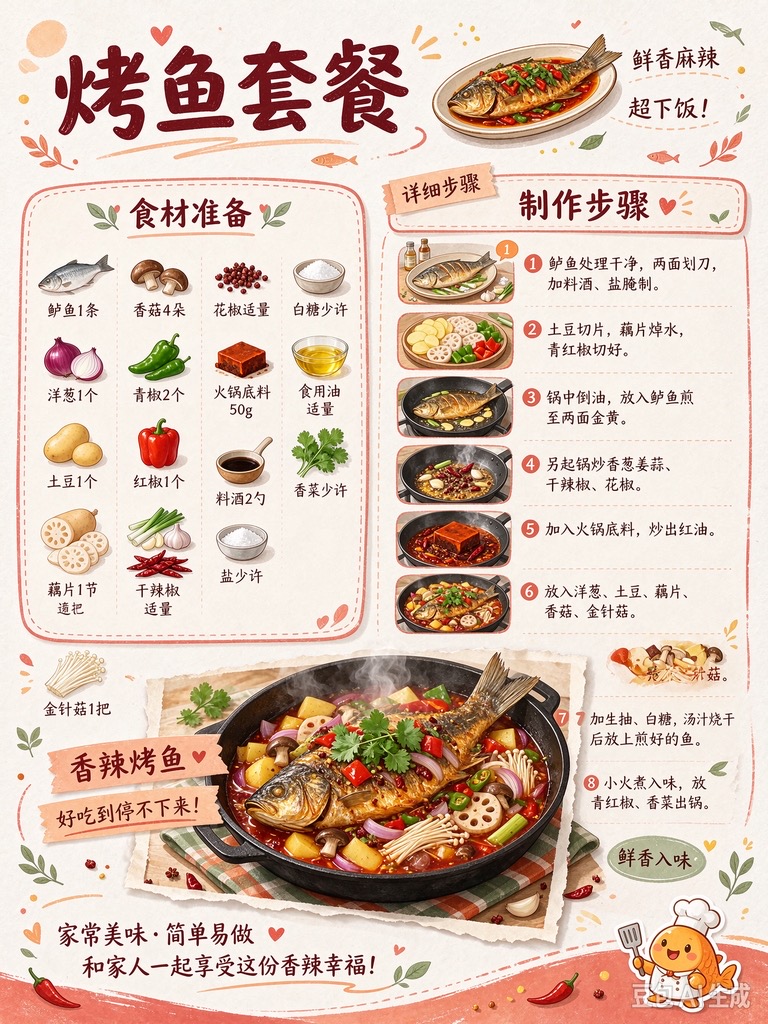 烤鱼套餐
鲜香麻辣
超下饭！
食材准备
鲈鱼1条
香菇4朵
花椒适量
白糖少许
洋葱1个
青椒2个
火锅底料
50g
食用油
适量
土豆1个
红椒1个
料酒2勺
香菜少许
藕片1节
干辣椒
适量
盐少许
金针菇1把
详细步骤
制作步骤
1
1 鲈鱼处理干净，两面划刀，
加料酒、盐腌制。
2 土豆切片，藕片焯水，
青红椒切好。
3 锅中倒油，放入鲈鱼煎
至两面金黄。
4 另起锅炒香葱姜蒜、
干辣椒、花椒。
5 加入火锅底料，炒出红油。
6 放入洋葱、土豆、藕片、
香菇、金针菇。
菇。
7 7 加生抽、白糖，汤汁烧干
后放上煎好的鱼。
8 小火煮入味，放
青红椒、香菜出锅。
鲜香入味
香辣烤鱼
好吃到停不下来！
家常美味·简单易做
和家人一起享受这份香辣幸福！
豆包AI生成